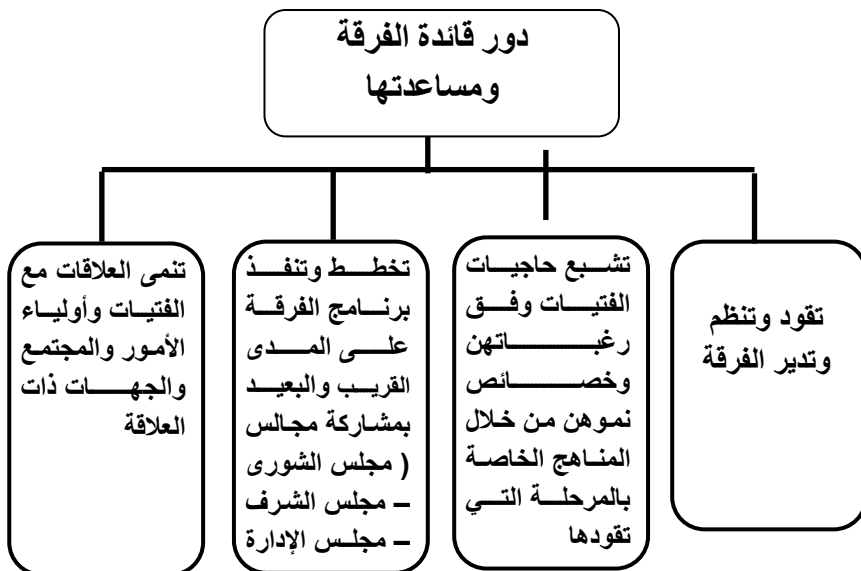 دور قائدة الفرقة
ومساعدتها
تقود وتنظم
وتدير الفرقة
تشبع حاجيات
الفتيات وفق
رغباتهن
وخصائص
نموهن من خلال
المناهج الخاصة
بالمرحلة التي
تقودها
تخطط وتنفذ
برنامج الفرقة
على المدى
القريب والبعيد
بمشاركة مجالس
( مجلس الشورى
– مجلس الشرف
– مجلس الإدارة
تنمى العلاقات مع
الفتيات وأولياء
الأمور والمجتمع
والجهات ذات
العلاقة